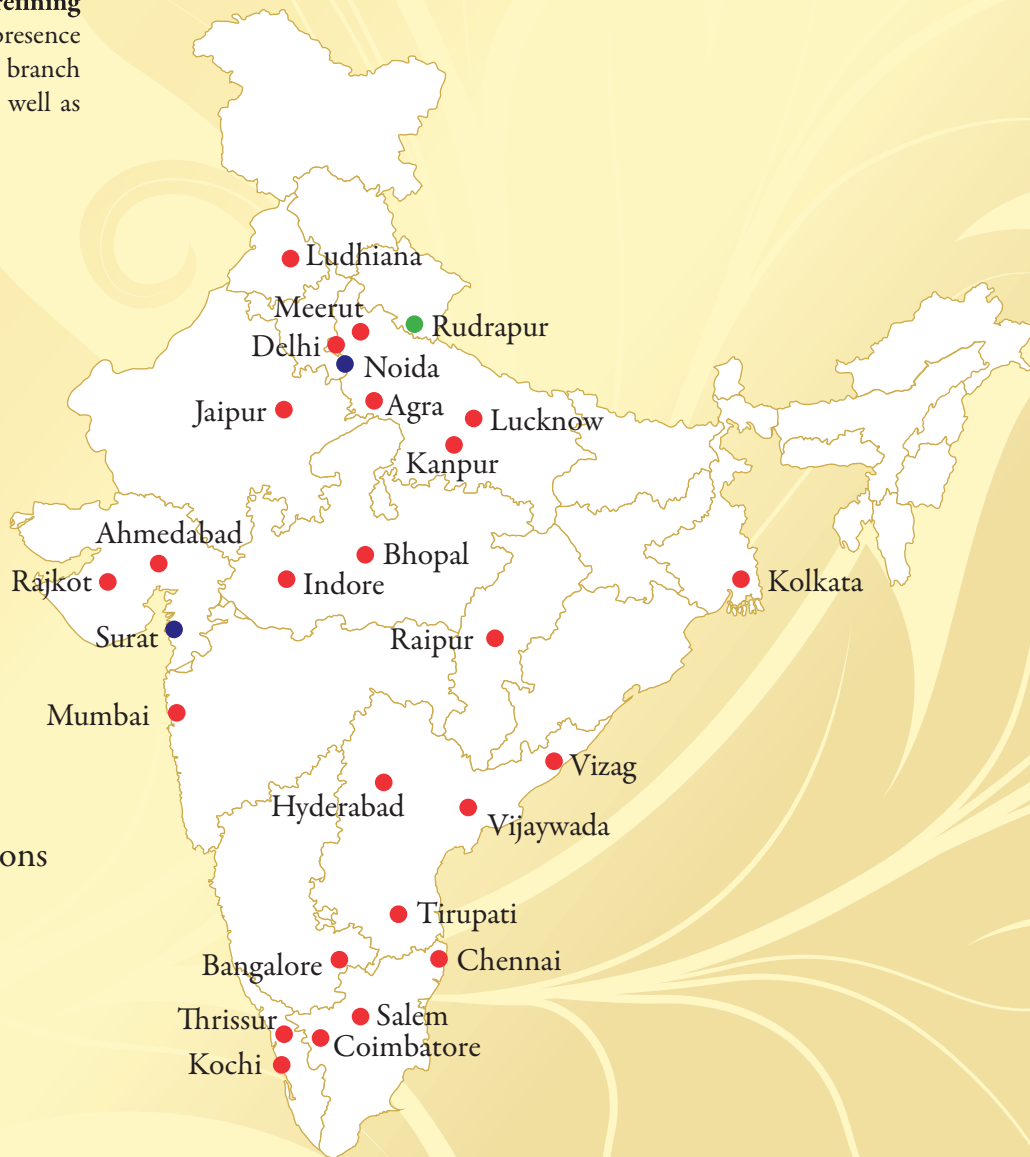 refining
presence
branch
well as
Ludhiana
Meerut
Rudrapur
Delhi
Noida
Jaipur
Agra
Lucknow
Kanpur
Ahmedabad
Bhopal
Rajkot
Indore
Kolkata
Surat
Raipur
Mumbai
Vizag
Hyderabad
Vijaywada
ons
Tirupati
Bangalore
Chennai
Thrissur
Salem
Coimbatore
Kochi